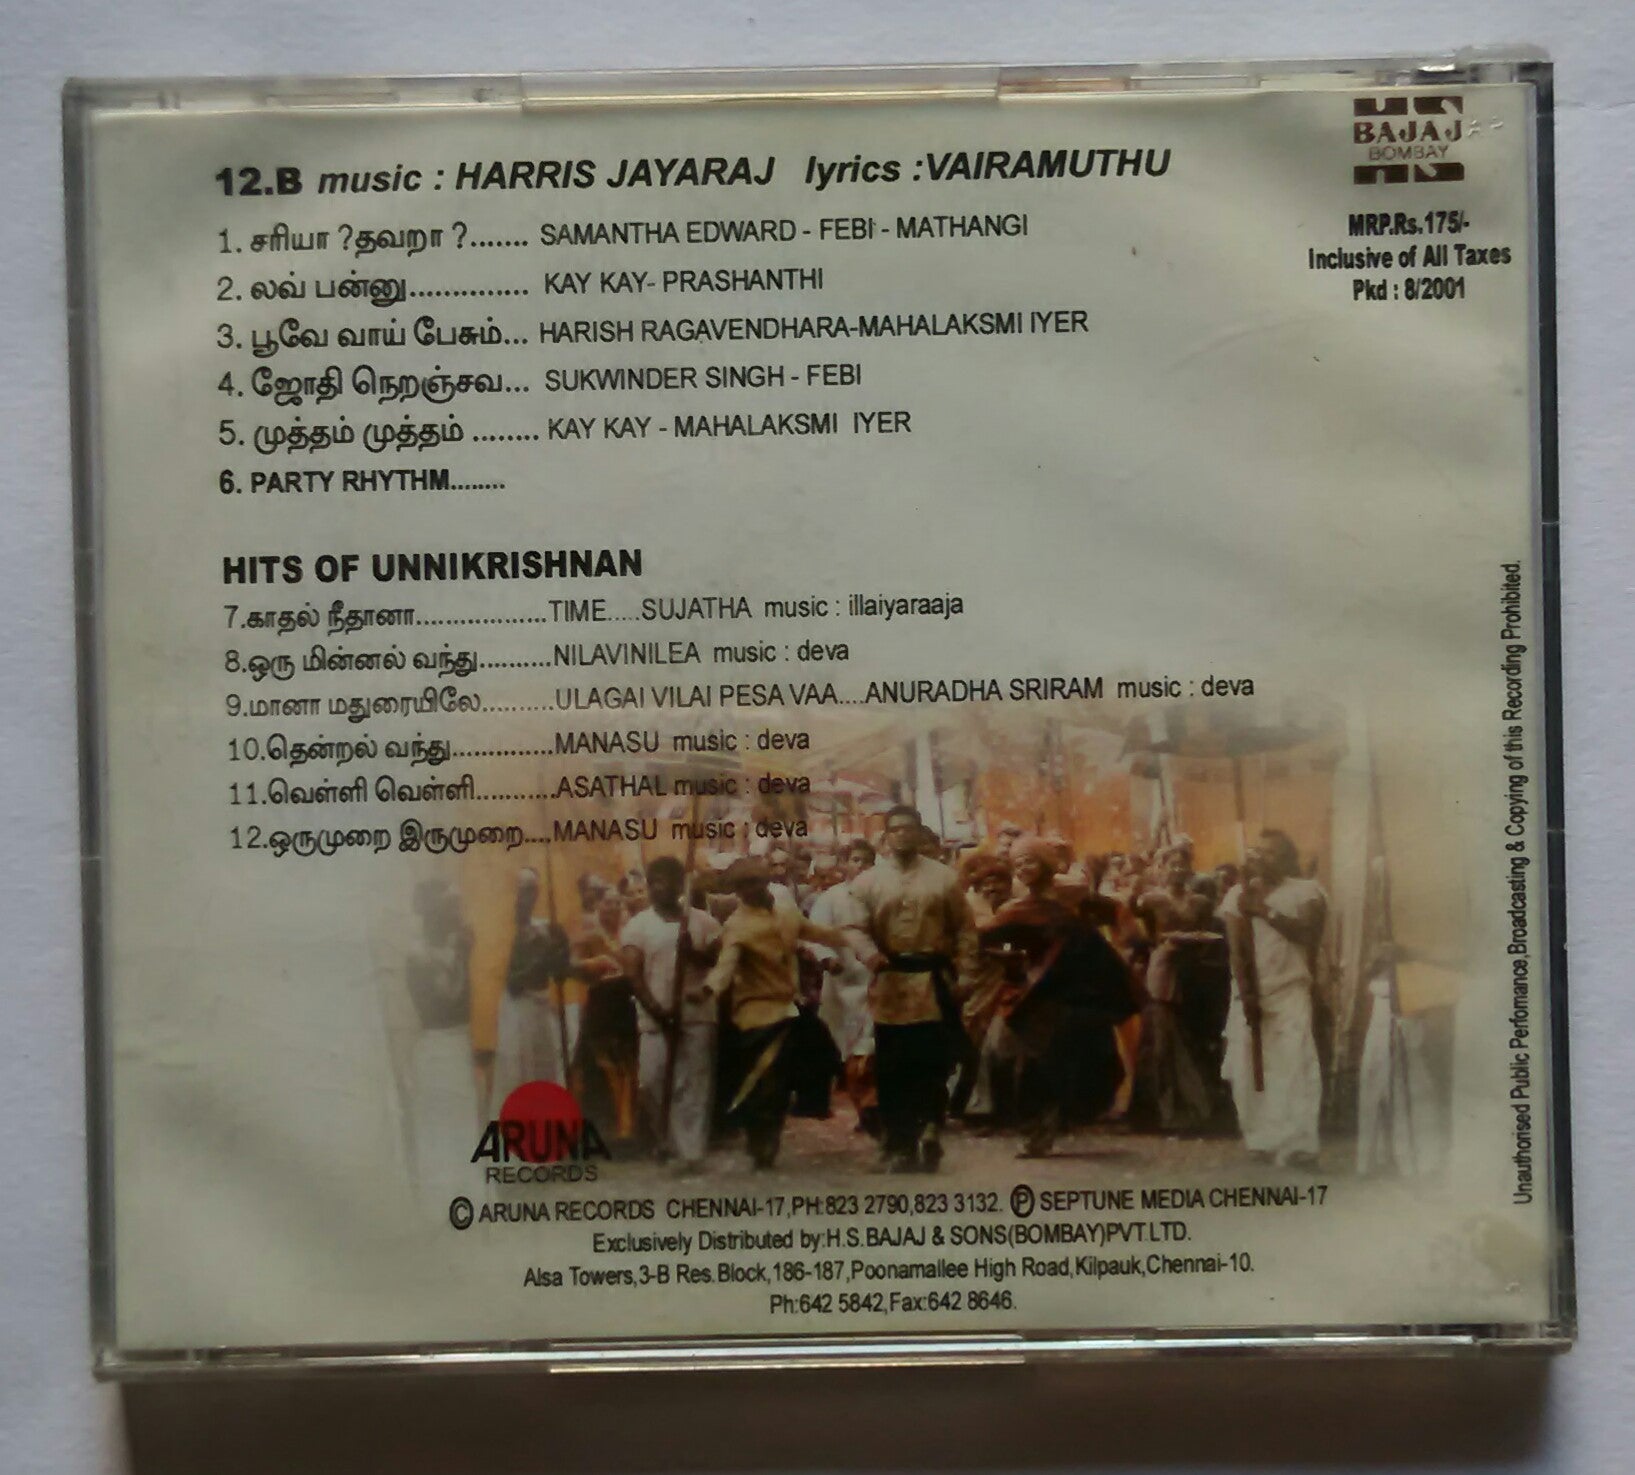 BAJAJ
BOMBAY
MRP.Rs.175/-
Inclusive of All Taxes
Pkd : 8/2001
12.B music : HARRIS JAYARAJ lyrics :VAIRAMUTHU
1. சரியா ?தவறா ?....... SAMANTHA EDWARD - FEBI - MATHANGI
2. லவ் பண்ணு.............. KAY KAY- PRASHANTHI
3. பூவே வாய் பேசும்... HARISH RAGAVENDHARA-MAHALAKSMI IYER
4. ஜோதி நெறஞ்சவ... SUKWINDER SINGH - FEBI
5. முத்தம் முத்தம் ........ KAY KAY - MAHALAKSMI IYER
6. PARTY RHYTHM........
HITS OF UNNIKRISHNAN
7.காதல் நீதானா..................TIME.....SUJATHA music : illaiyaraaja
8.ஒரு மின்னல் வந்து..........NILAVINILEA music : deva
9.மானா மதுரையிலே..........ULAGAI VILAI PESA VAA....ANURADHA SRIRAM music : deva
10.தென்றல் வந்து..............MANASU music : deva
11.வெள்ளி வெள்ளி...........ASATHAL music : deva
12.ஒருமுறை இருமுறை....MANASU music : deva
ARUNA
RECORDS
© ARUNA RECORDS CHENNAI-17,PH:823 2790,823 3132. ℗ SEPTUNE MEDIA CHENNAI-17
Exclusively Distributed by:H.S.BAJAJ & SONS(BOMBAY)PVT.LTD.
Alsa Towers,3-B Res.Block,186-187,Poonamallee High Road,Kilpauk,Chennai-10.
Ph:642 5842,Fax:642 8646.
Unauthorised Public Perfomance,Broadcasting & Copying of this Recording Prohibited.